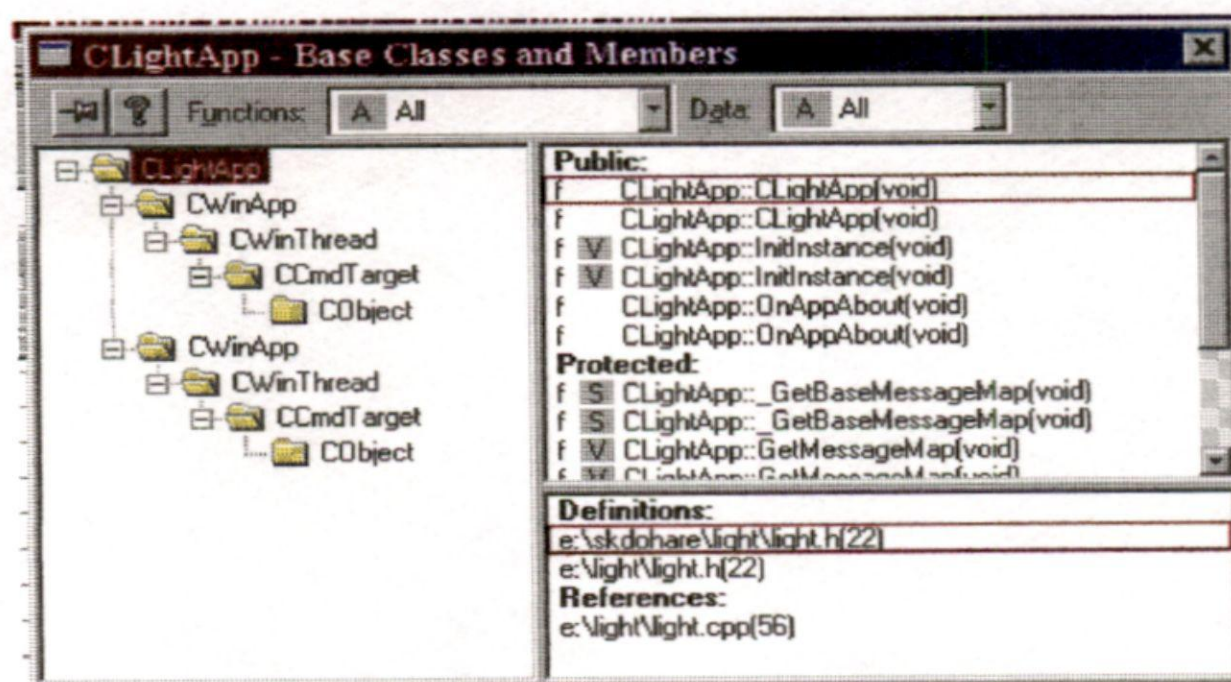 CLightApp - Base Classes and Members
Functions: A All Data: A All
CLightApp
CWinApp
CWinThread
CCmdTarget
CObject
CWinApp
CWinThread
CCmdTarget
CObject
Public:
f CLightApp::CLightApp(void)
f CLightApp::CLightApp(void)
f V CLightApp::InitInstance(void)
f V CLightApp::InitInstance(void)
f CLightApp::OnAppAbout(void)
f CLightApp::OnAppAbout(void)
Protected:
f S CLightApp::_GetBaseMessageMap(void)
f S CLightApp::_GetBaseMessageMap(void)
f V CLightApp::GetMessageMap(void)
f V CLightApp::GetMessageMap(void)
Definitions:
e:\skdohare\light\light.h(22)
e:\light\light.h(22)
References:
e:\light\light.cpp(56)